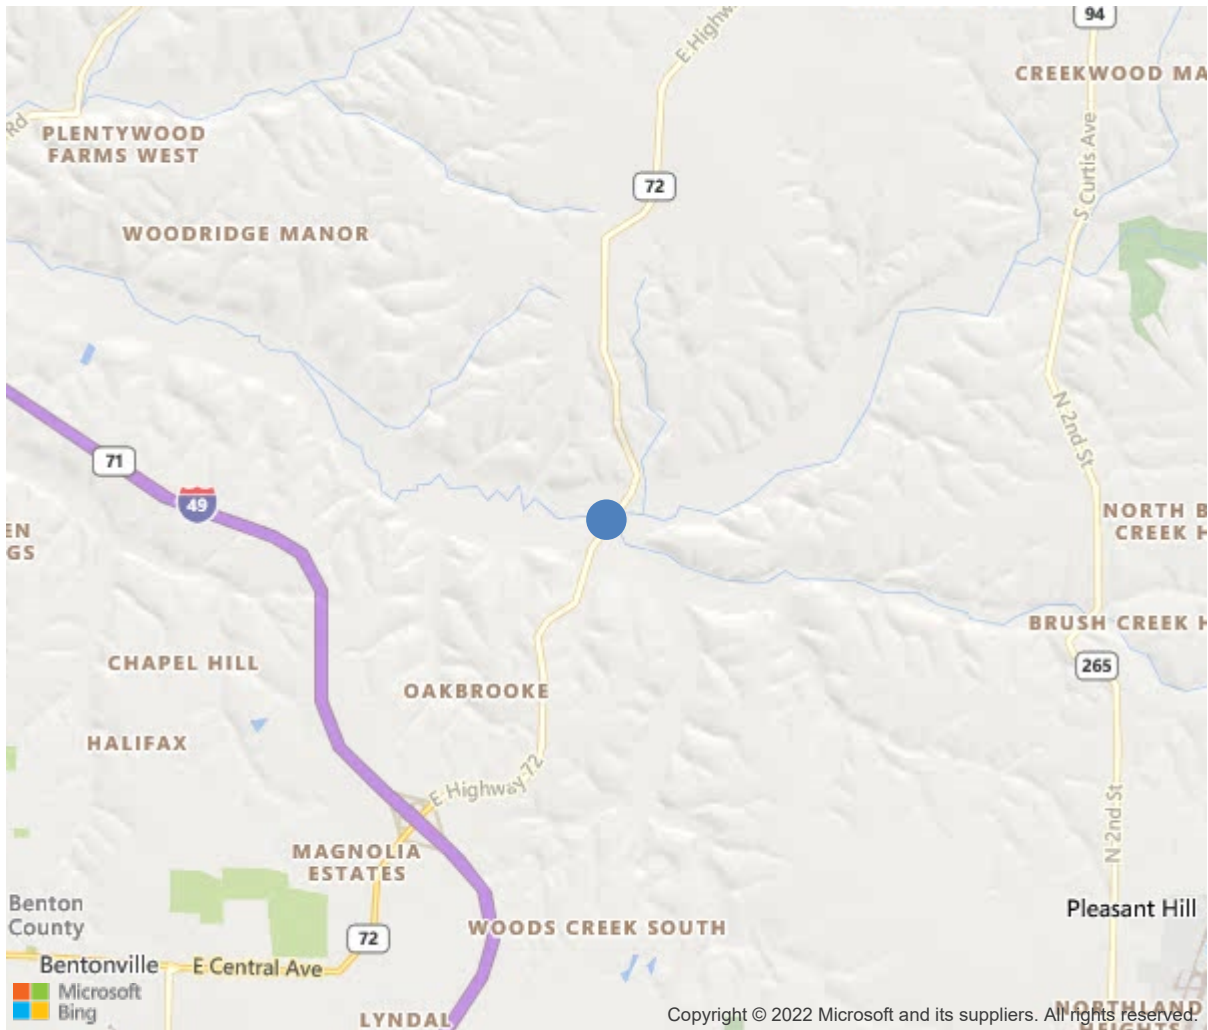 94
E Highw
CREEKWOOD MA
Rd
PLENTYWOOD
FARMS WEST
S Curtis Ave
72
WOODRIDGE MANOR
N 2nd St
71
49
EN
GS
NORTH B
CREEK H
BRUSH CREEK H
265
CHAPEL HILL
OAKBROOKE
HALIFAX
E Highway 72
N 2nd St
MAGNOLIA
ESTATES
Benton
County
Pleasant Hill
72
WOODS CREEK SOUTH
Bentonville
E Central Ave
Microsoft
Bing
LYNDAL
NORTHLAND
HEIGHTS
Copyright © 2022 Microsoft and its suppliers. All rights reserved.